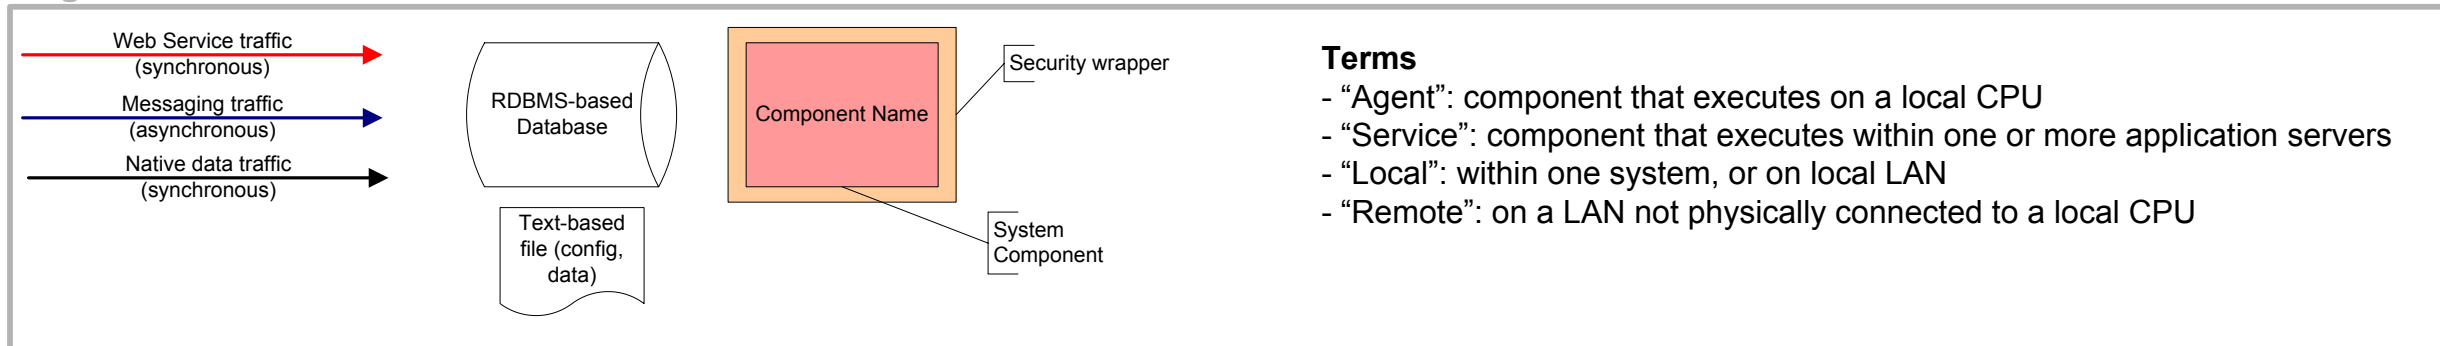 Web Service traffic
(synchronous)
Messaging traffic
(asynchronous)
Native data traffic
(synchronous)
RDBMS-based
Database
Text-based
file (config,
data)
Component Name
Security wrapper
System
Component
Terms
- “Agent”: component that executes on a local CPU
- “Service”: component that executes within one or more application servers
- “Local”: within one system, or on local LAN
- “Remote”: on a LAN not physically connected to a local CPU